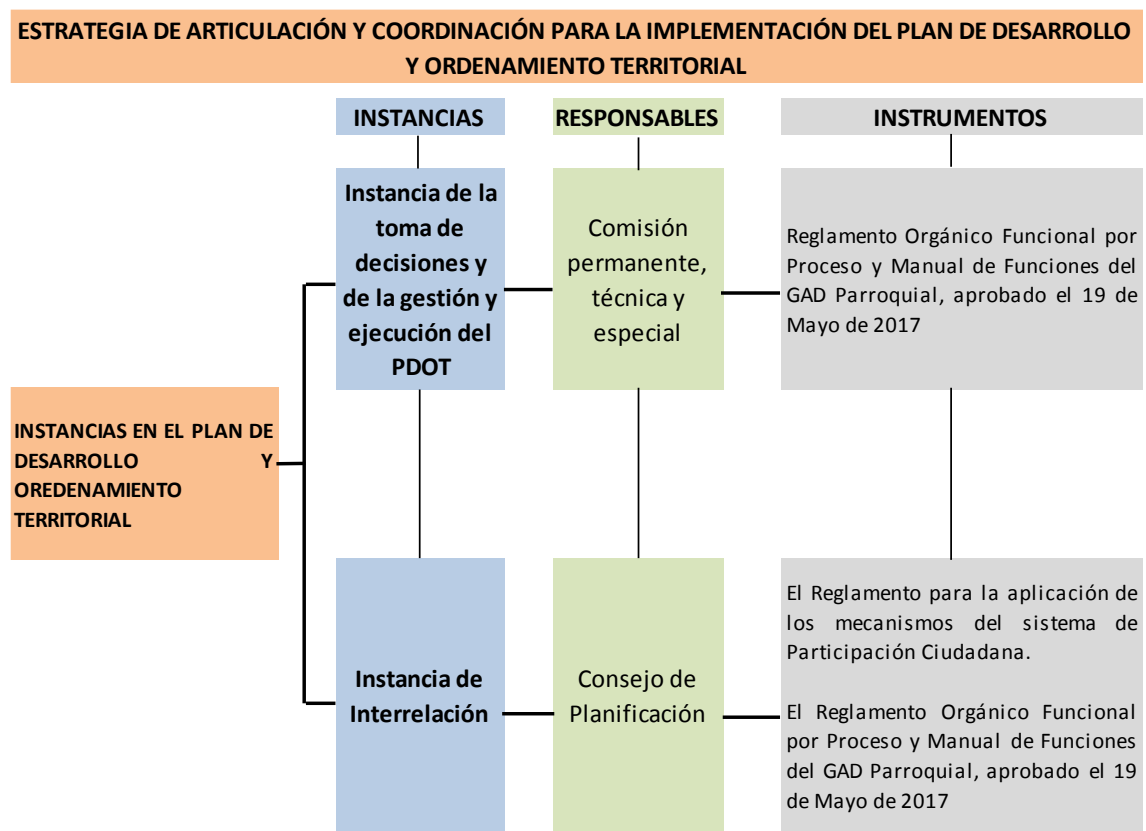 ESTRATEGIA DE ARTICULACIÓN Y COORDINACIÓN PARA LA IMPLEMENTACIÓN DEL PLAN DE DESARROLLO
Y ORDENAMIENTO TERRITORIAL
INSTANCIAS
RESPONSABLES
INSTRUMENTOS
INSTANCIAS EN EL PLAN DE
DESARROLLO Y
OREDENAMIENTO
TERRITORIAL
Instancia de la
toma de
decisiones y
de la gestión y
ejecución del
PDOT
Comisión
permanente,
técnica y
especial
Reglamento Orgánico Funcional por
Proceso y Manual de Funciones del
GAD Parroquial, aprobado el 19 de
Mayo de 2017
Instancia de
Interrelación
Consejo de
Planificación
El Reglamento para la aplicación de
los mecanismos del sistema de
Participación Ciudadana.
El Reglamento Orgánico Funcional
por Proceso y Manual de Funciones
del GAD Parroquial, aprobado el 19
de Mayo de 2017